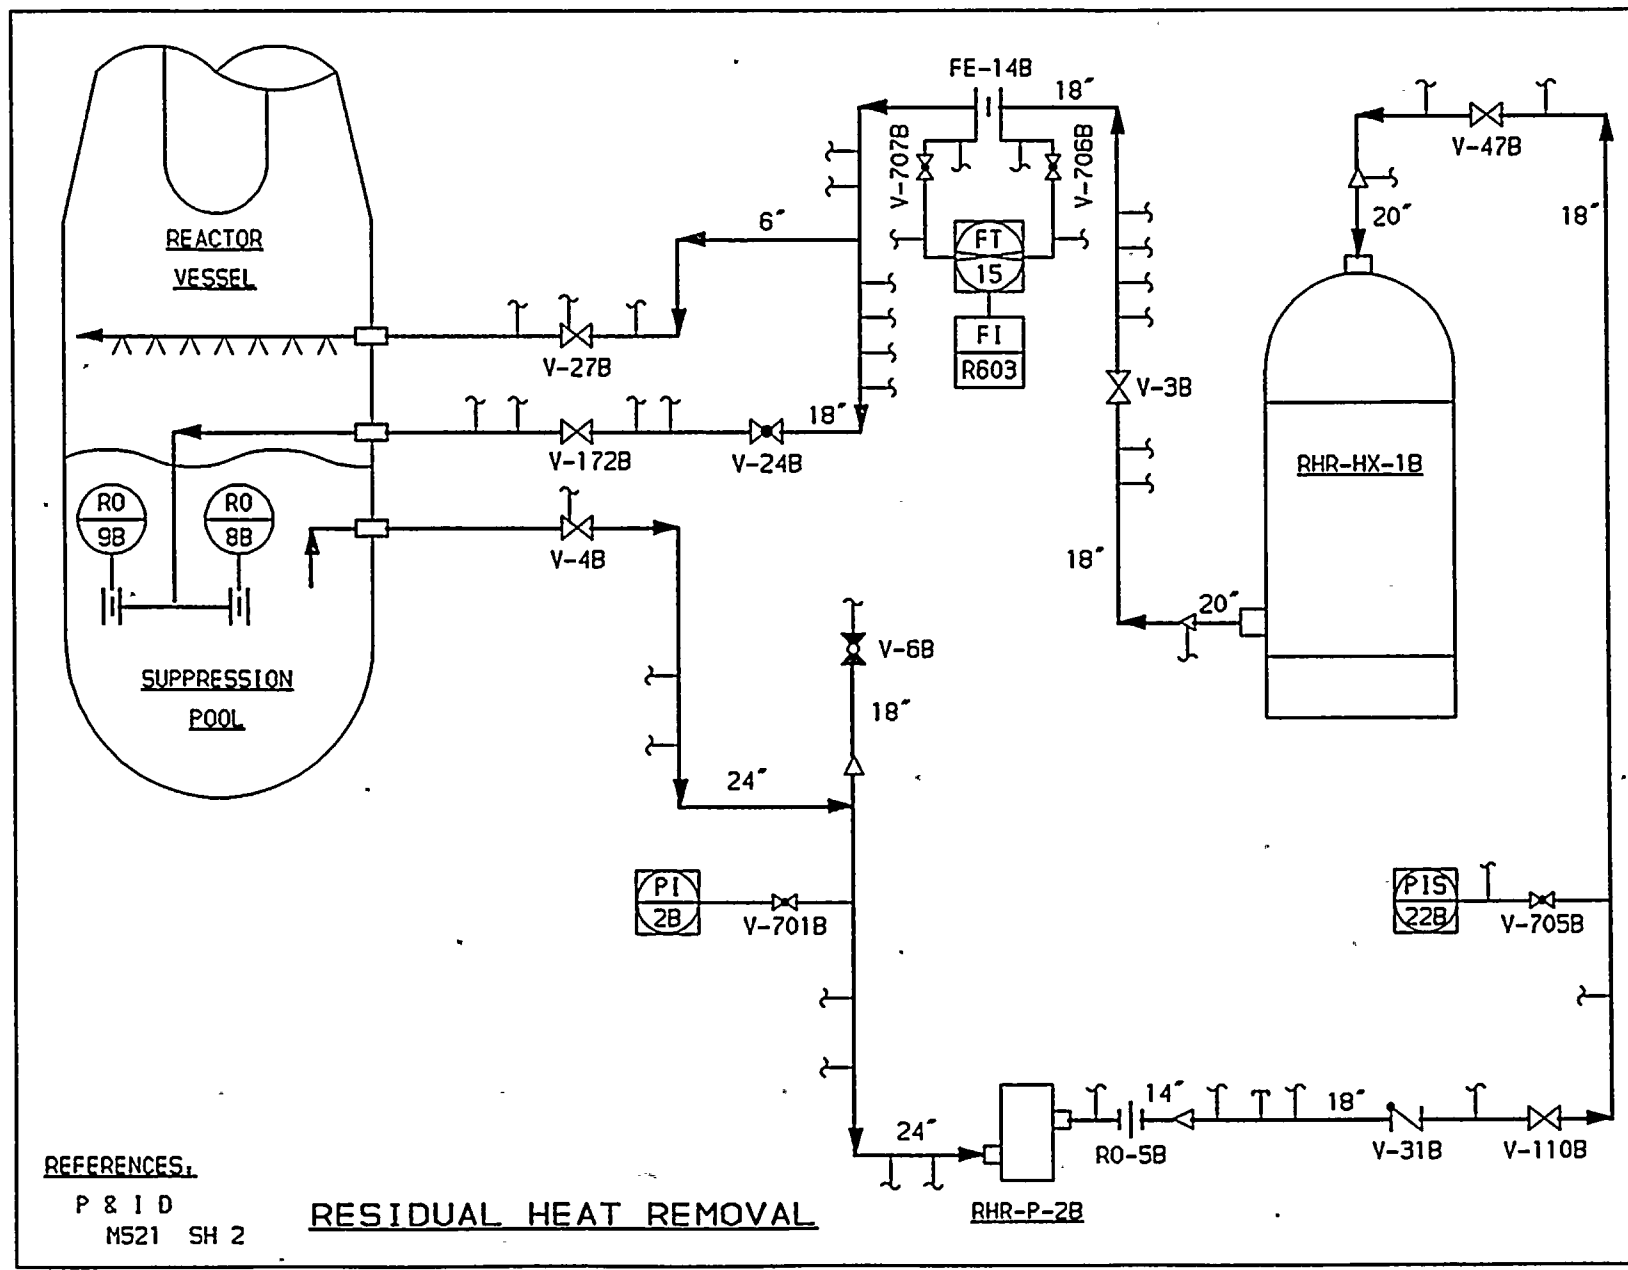 FE-14B
18"
V-707B
V-706B
V-47B
6"
FT
15
20"
18"
REACTOR
VESSEL
FI
R603
V-27B
V-3B
18"
V-172B
V-24B
RHR-HX-1B
RO
9B
RO
8B
V-4B
18"
20"
V-6B
SUPPRESSION
POOL
18"
24"
PI
2B
V-701B
PIS
22B
V-705B
24"
14"
18"
RO-5B
V-31B
V-110B
RHR-P-2B
REFERENCES:
P & I D
M521 SH 2
RESIDUAL HEAT REMOVAL